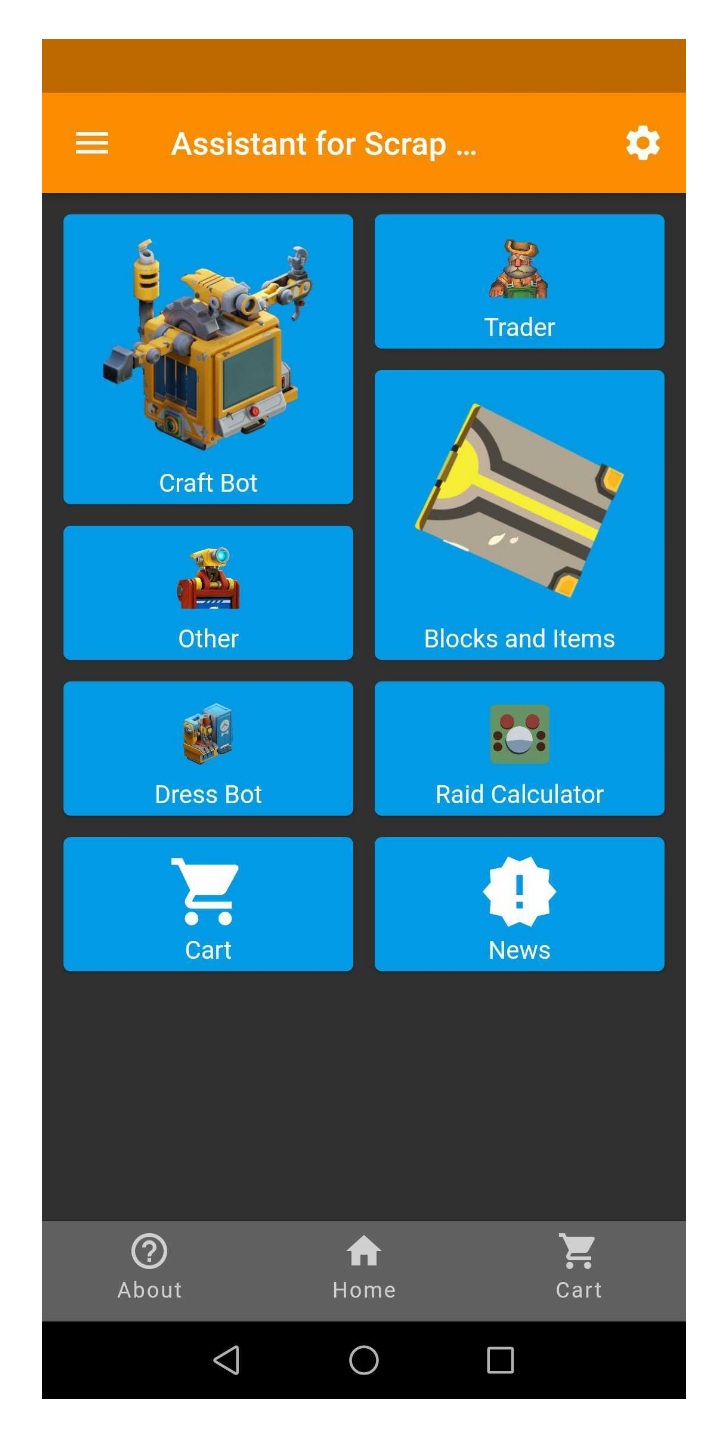 Assistant for Scrap ...
Craft Bot
Trader
Other
Blocks and Items
Dress Bot
Raid Calculator
Cart
News
About
Home
Cart